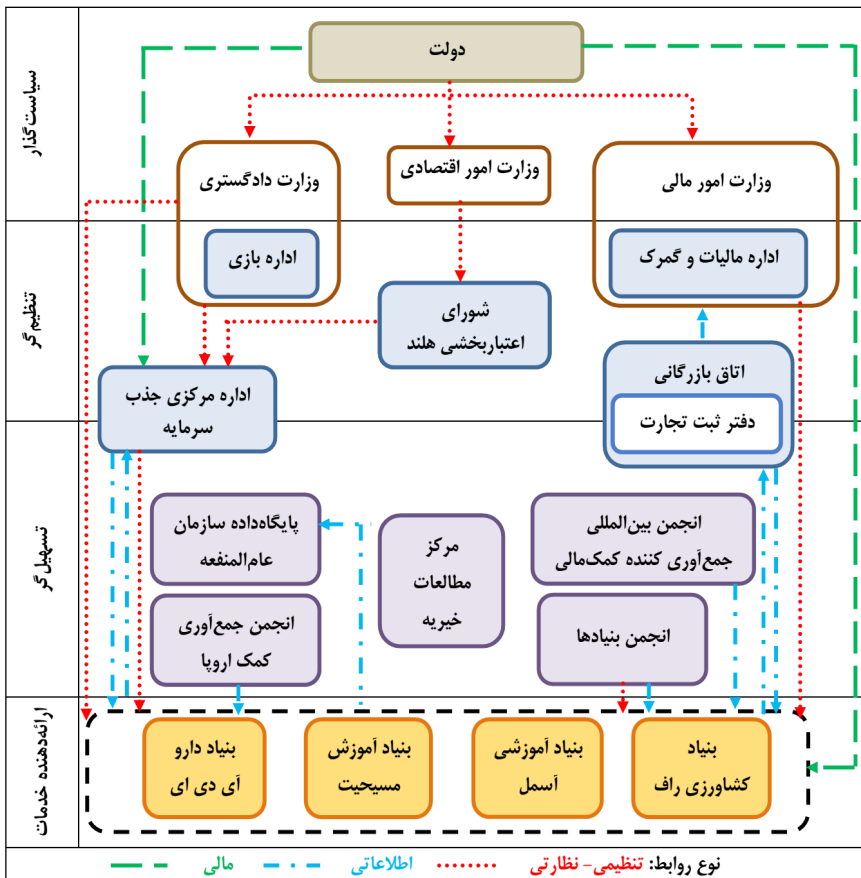 سیاست‌گذار
دولت
وزارت امور مالی
وزارت امور اقتصادی
وزارت دادگستری
تنظیم‌گر
اداره مالیات و گمرک
اداره بازی
شورای
اعتباربخشی هلند
اتاق بازرگانی
دفتر ثبت تجارت
اداره مرکزی جذب
سرمایه
تسهیل‌گر
انجمن بین‌المللی
جمع‌آوری کننده کمک‌مالی
مرکز
مطالعات
خیریه
پایگاه‌داده سازمان
عام‌المنفعه
انجمن بنیادها
انجمن جمع‌آوری
کمک اروپا
ارائه‌دهنده خدمات
بنیاد
کشاورزی راف
بنیاد آموزشی
آسمل
بنیاد آموزش
مسیحیت
بنیاد دارو
آی دی ای
نوع روابط: تنظیمی- نظارتی اطلاعاتی مالی